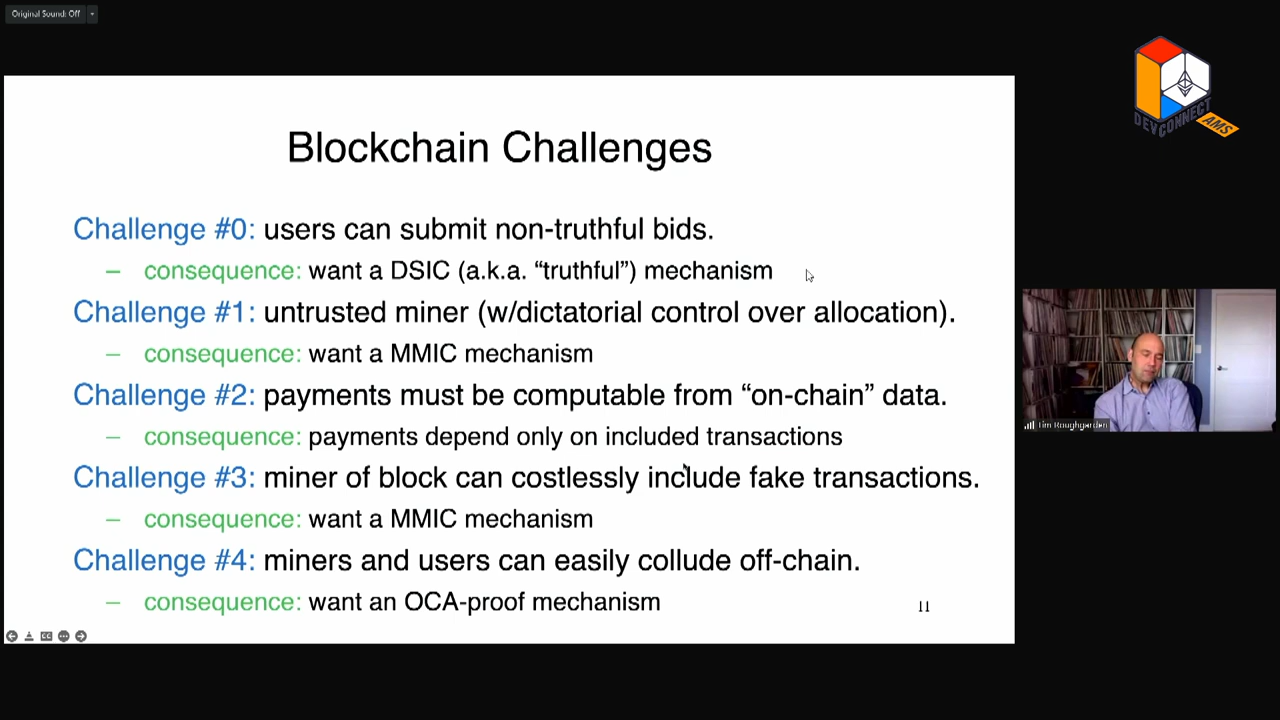 Original Sound: Off
DEVCONNECT
AMS
Blockchain Challenges
Challenge #0: users can submit non-truthful bids.
– consequence: want a DSIC (a.k.a. “truthful”) mechanism
Challenge #1: untrusted miner (w/dictatorial control over allocation).
– consequence: want a MMIC mechanism
Challenge #2: payments must be computable from “on-chain” data.
– consequence: payments depend only on included transactions
Challenge #3: miner of block can costlessly include fake transactions.
– consequence: want a MMIC mechanism
Challenge #4: miners and users can easily collude off-chain.
– consequence: want an OCA-proof mechanism
11
Tim Roughgarden